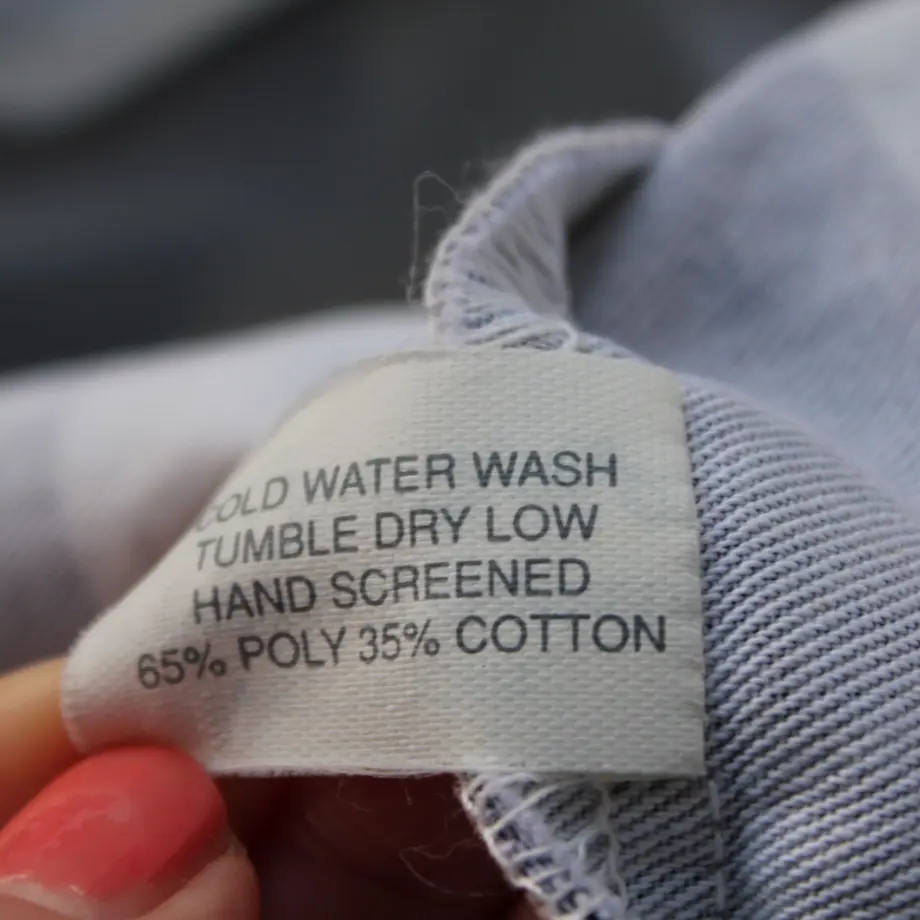 COLD WATER WASH
TUMBLE DRY LOW
HAND SCREENED
65% POLY 35% COTTON